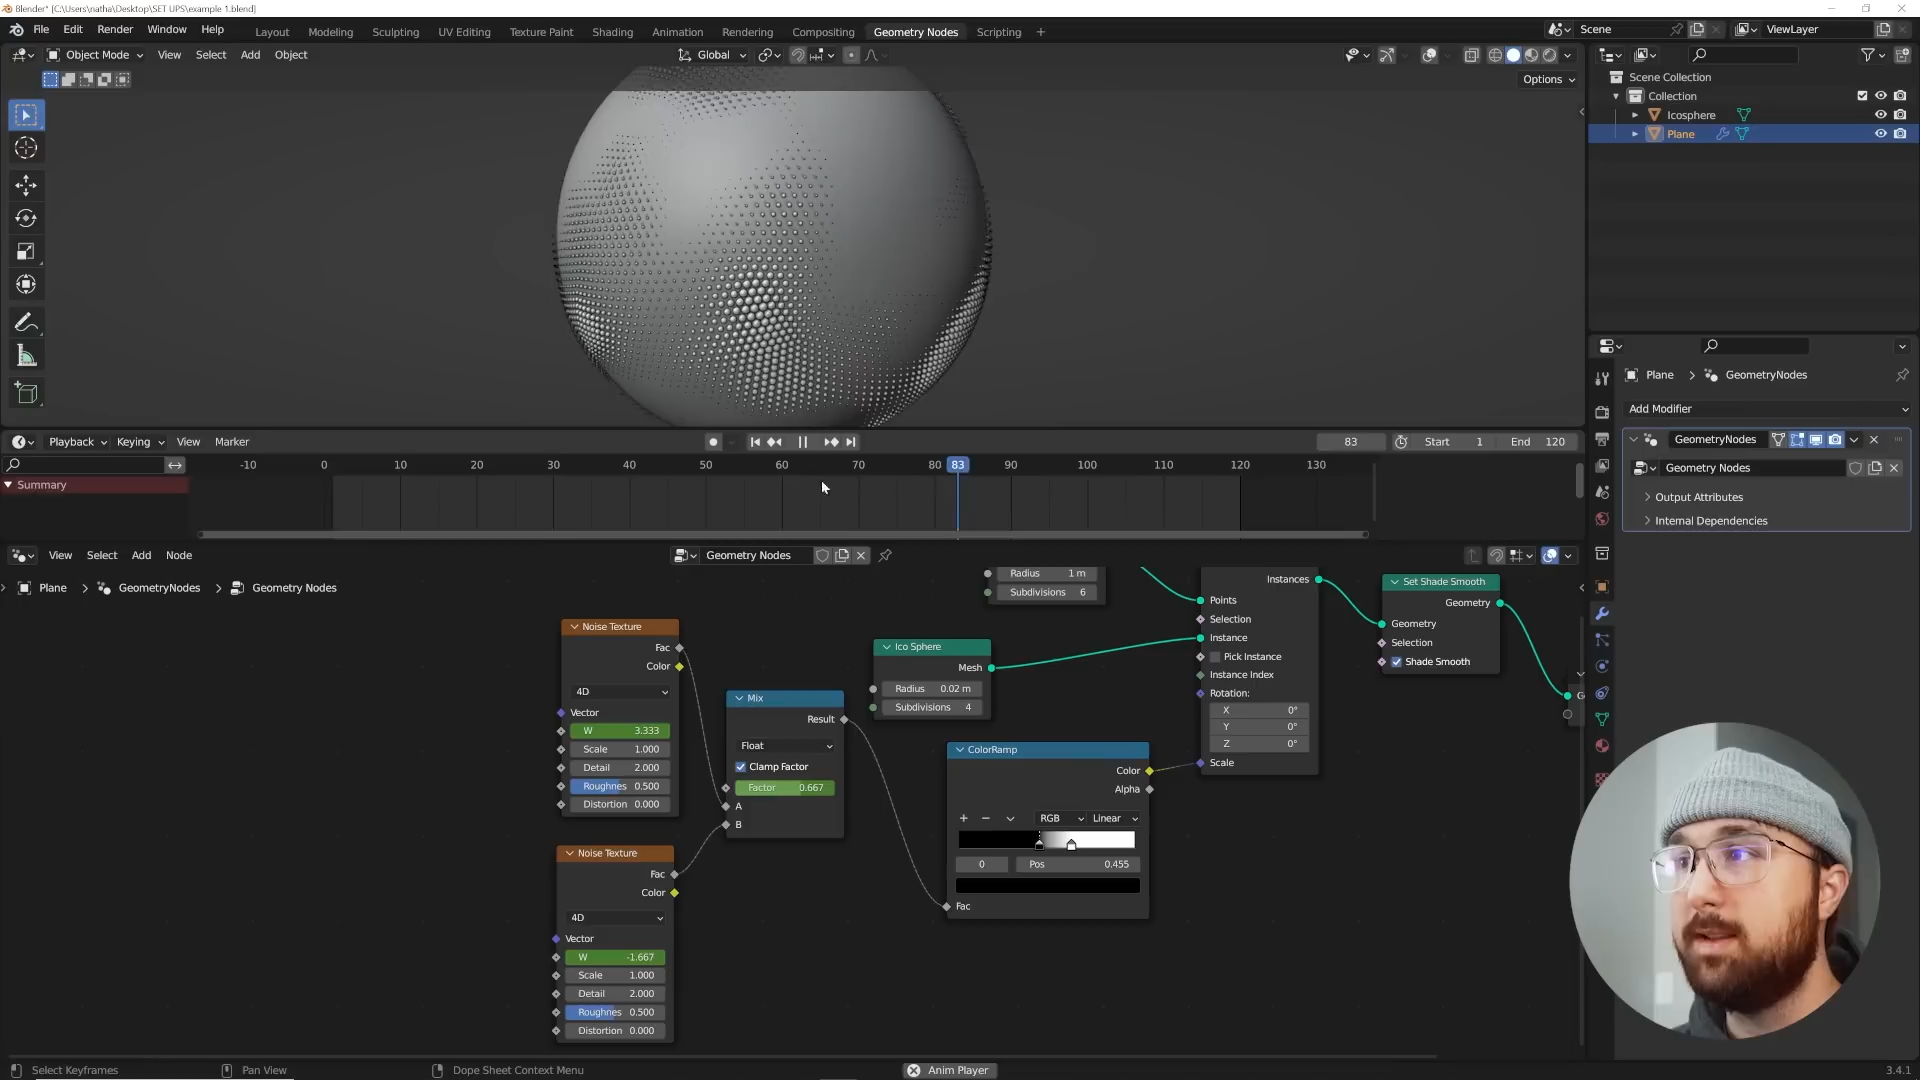 Blender* [C:\Users\natha\Desktop\SET UPS\example 1.blend]
File Edit Render Window Help Layout Modeling Sculpting UV Editing Texture Paint Shading Animation Rendering Compositing Geometry Nodes Scripting + Scene ViewLayer
Object Mode View Select Add Object Global
Options
Scene Collection
Collection
Icosphere
Plane
Plane > GeometryNodes
Add Modifier
GeometryNodes
Geometry Nodes
Output Attributes
Internal Dependencies
Playback Keying View Marker 83 Start 1 End 120
-10 0 10 20 30 40 50 60 70 80 83 90 100 110 120 130
Summary
View Select Add Node Geometry Nodes
Plane > GeometryNodes > Geometry Nodes
Radius 1 m
Subdivisions 6
Instances
Points
Selection
Instance
Pick Instance
Instance Index
Rotation:
X 0°
Y 0°
Z 0°
Scale
Set Shade Smooth
Geometry
Geometry
Selection
Shade Smooth
G
Noise Texture
Fac
Color
4D
Vector
W 3.333
Scale 1.000
Detail 2.000
Roughnes 0.500
Distortion 0.000
Mix
Result
Float
Clamp Factor
Factor 0.667
A
B
Ico Sphere
Mesh
Radius 0.02 m
Subdivisions 4
ColorRamp
Color
Alpha
+ − RGB Linear
0 Pos 0.455
Fac
Noise Texture
Fac
Color
4D
Vector
W -1.667
Scale 1.000
Detail 2.000
Roughnes 0.500
Distortion 0.000
Select Keyframes Pan View Dope Sheet Context Menu Anim Player 3.4.1